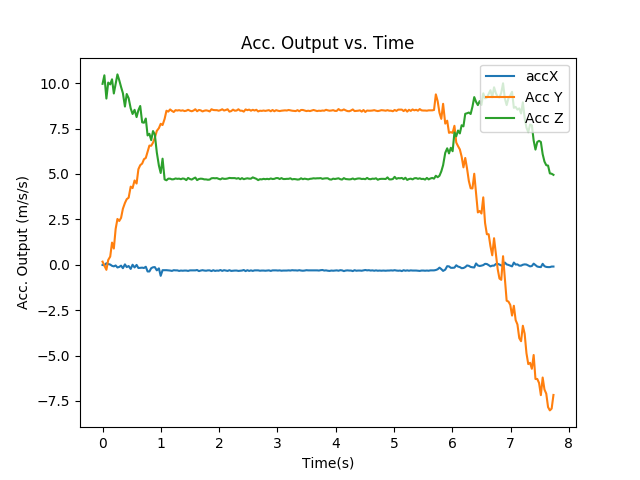 Acc. Output vs. Time
accX
Acc Y
Acc Z
Acc. Output (m/s/s)
10.0
7.5
5.0
2.5
0.0
−2.5
−5.0
−7.5
0 1 2 3 4 5 6 7 8
Time(s)